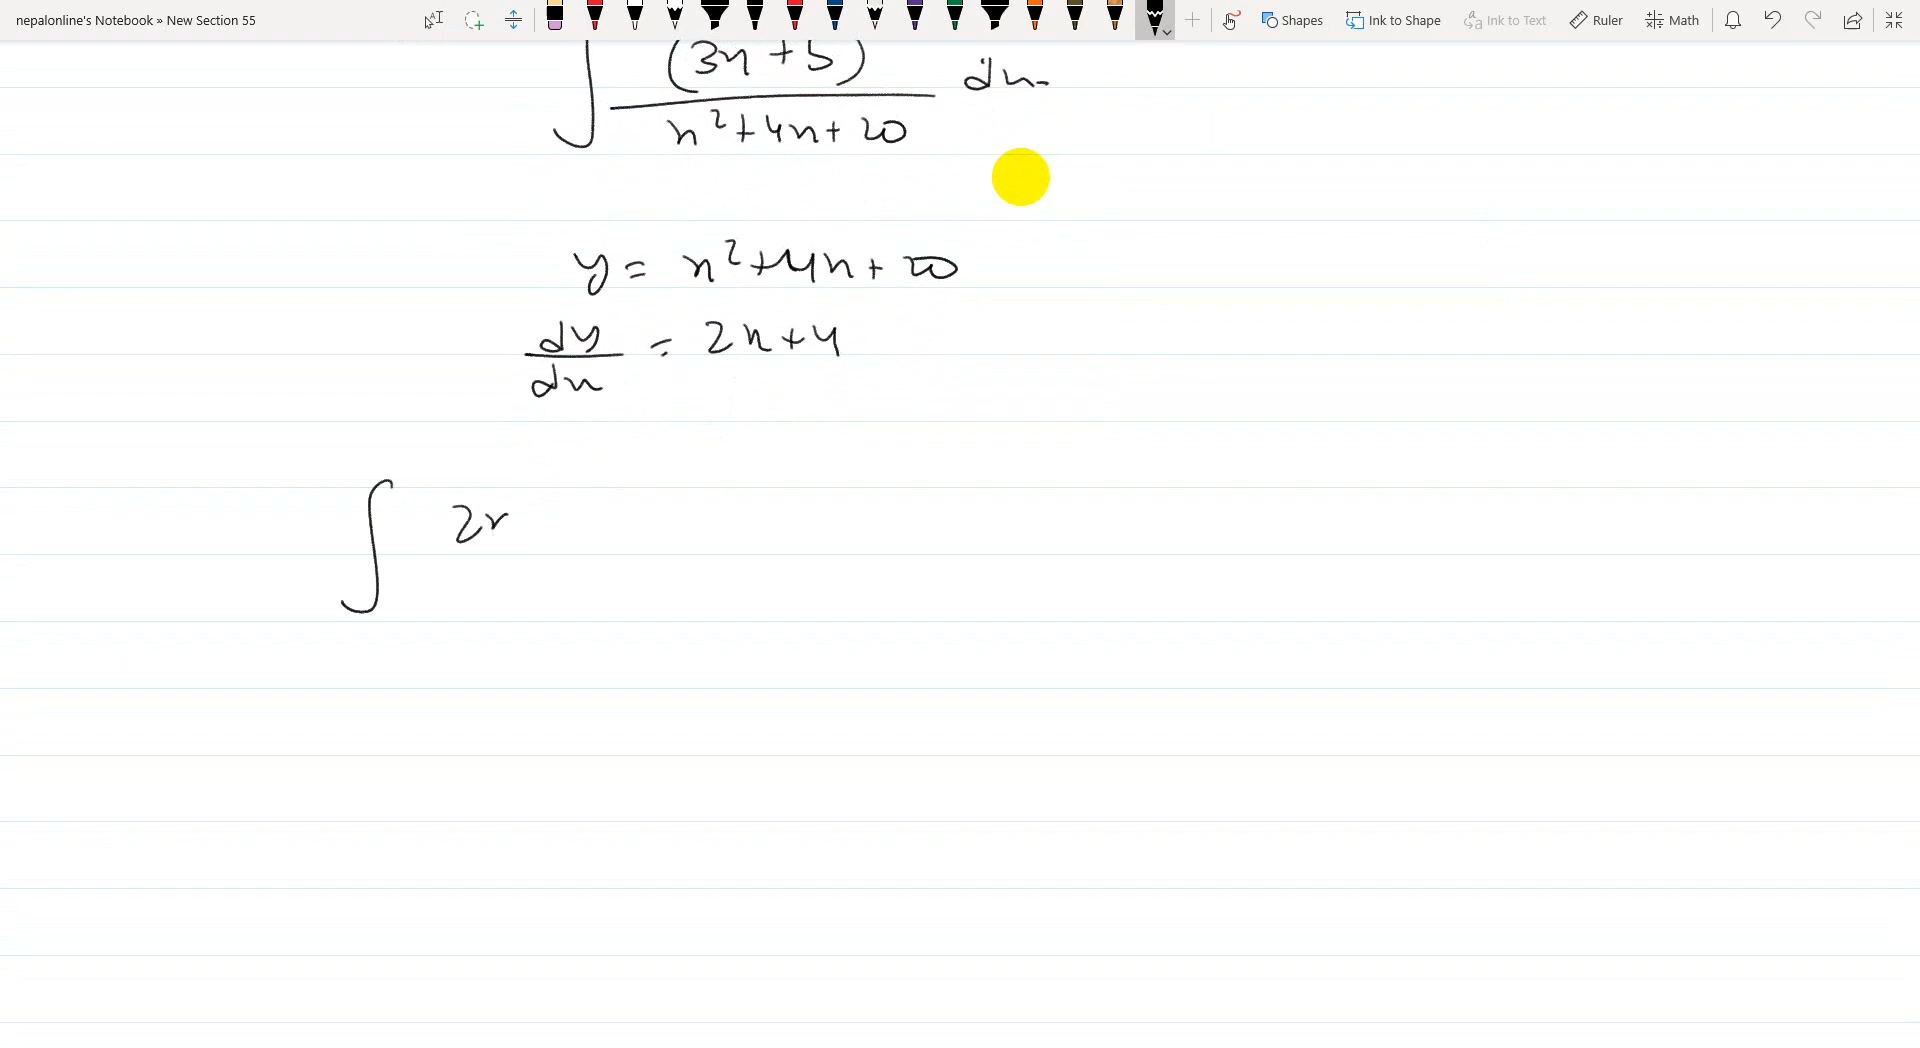 nepalonline's Notebook » New Section 55
Shapes
Ink to Shape
Ink to Text
Ruler
Math
∫ (3x+5) / x²+4x+20 dx
y = x²+4x+20
dy/dx = 2x+4
∫ 2x